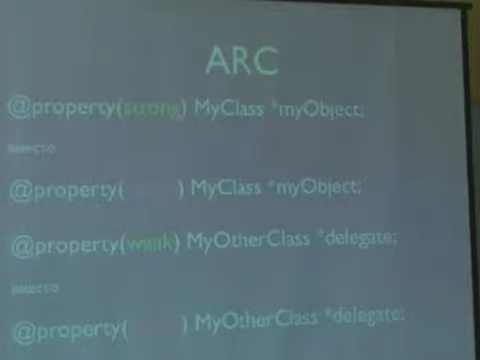 ARC
@property(strong) MyClass *myObject;
вместо
@property( ) MyClass *myObject;
@property(weak) MyOtherClass *delegate;
вместо
@property( ) MyOtherClass *delegate;